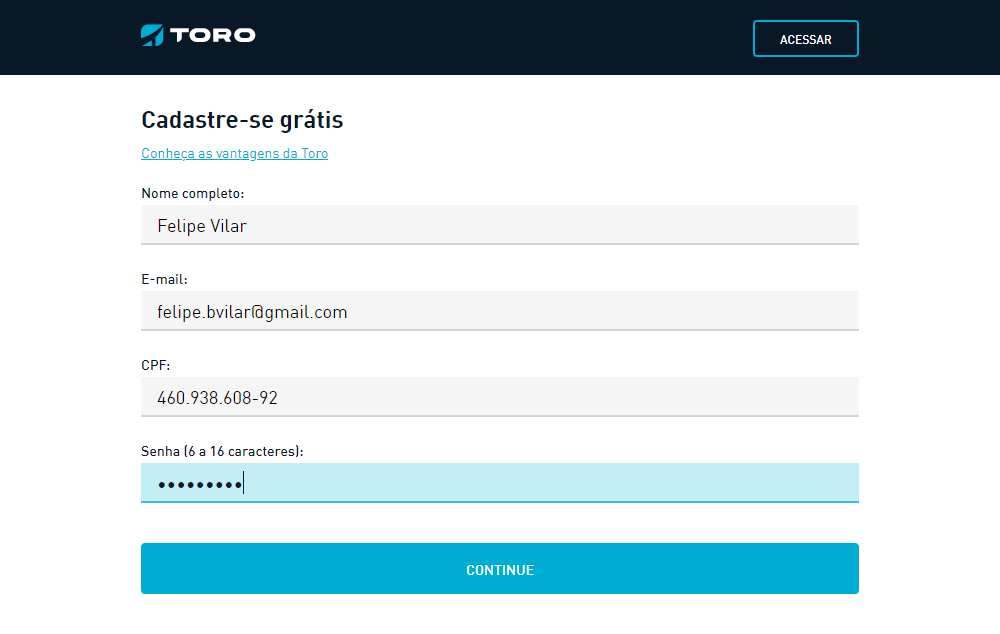 TORO
ACESSAR
Cadastre-se grátis
Conheça as vantagens da Toro
Nome completo:
Felipe Vilar
E-mail:
felipe.bvilar@gmail.com
CPF:
460.938.608-92
Senha (6 a 16 caracteres):
•••••••••
CONTINUE